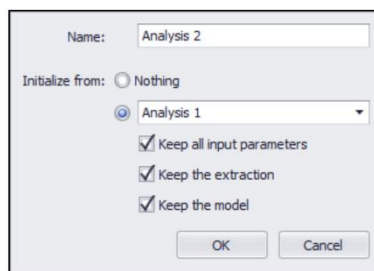 Name: Analysis 2
Initialize from: Nothing
Analysis 1
Keep all input parameters
Keep the extraction
Keep the model
OK Cancel